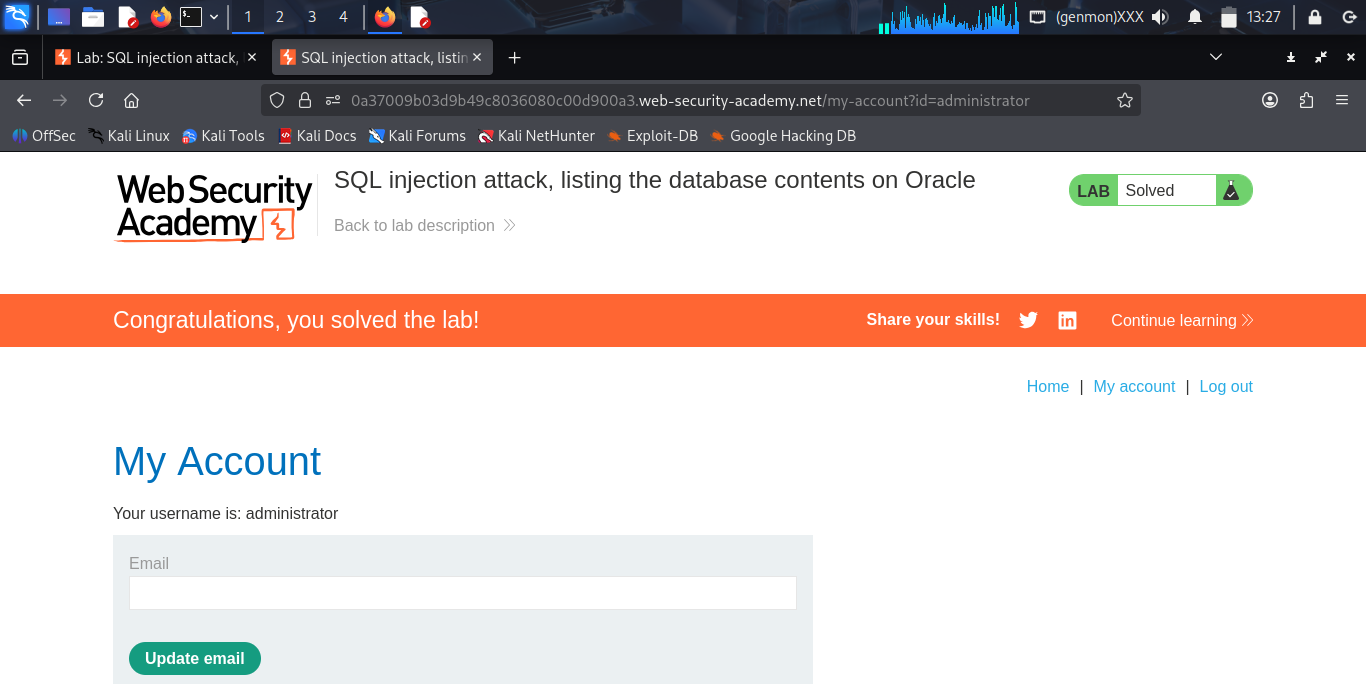 1 2 3 4 (genmon)XXX 13:27
Lab: SQL injection attack, SQL injection attack, listin
0a37009b03d9b49c8036080c00d900a3.web-security-academy.net/my-account?id=administrator
OffSec Kali Linux Kali Tools Kali Docs Kali Forums Kali NetHunter Exploit-DB Google Hacking DB
Web Security
Academy
SQL injection attack, listing the database contents on Oracle
Back to lab description
LAB Solved
Congratulations, you solved the lab! Share your skills! Continue learning
Home | My account | Log out
My Account
Your username is: administrator
Email
Update email